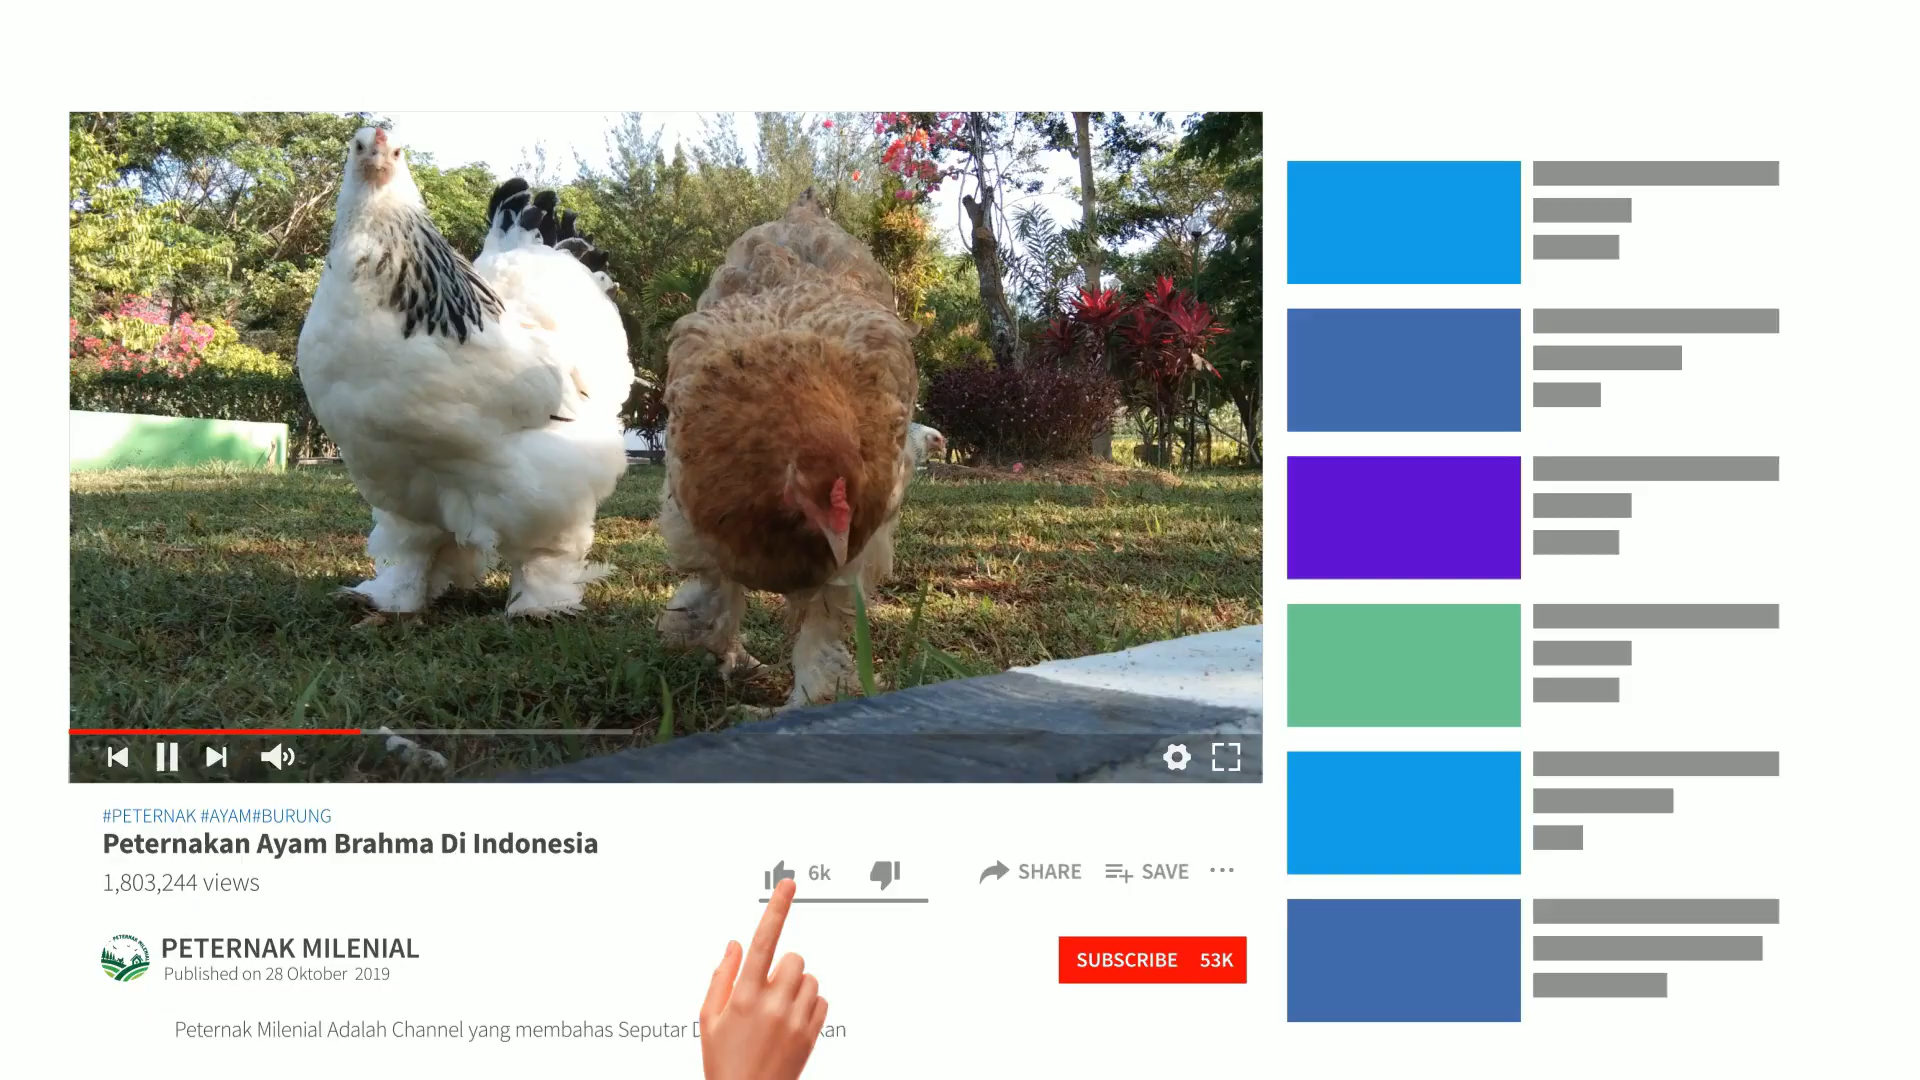 #PETERNAK #AYAM#BURUNG
Peternakan Ayam Brahma Di Indonesia
1,803,244 views
6k
SHARE
SAVE
PETERNAK MILENIAL
Published on 28 Oktober 2019
SUBSCRIBE 53K
Peternak Milenial Adalah Channel yang membahas Seputar